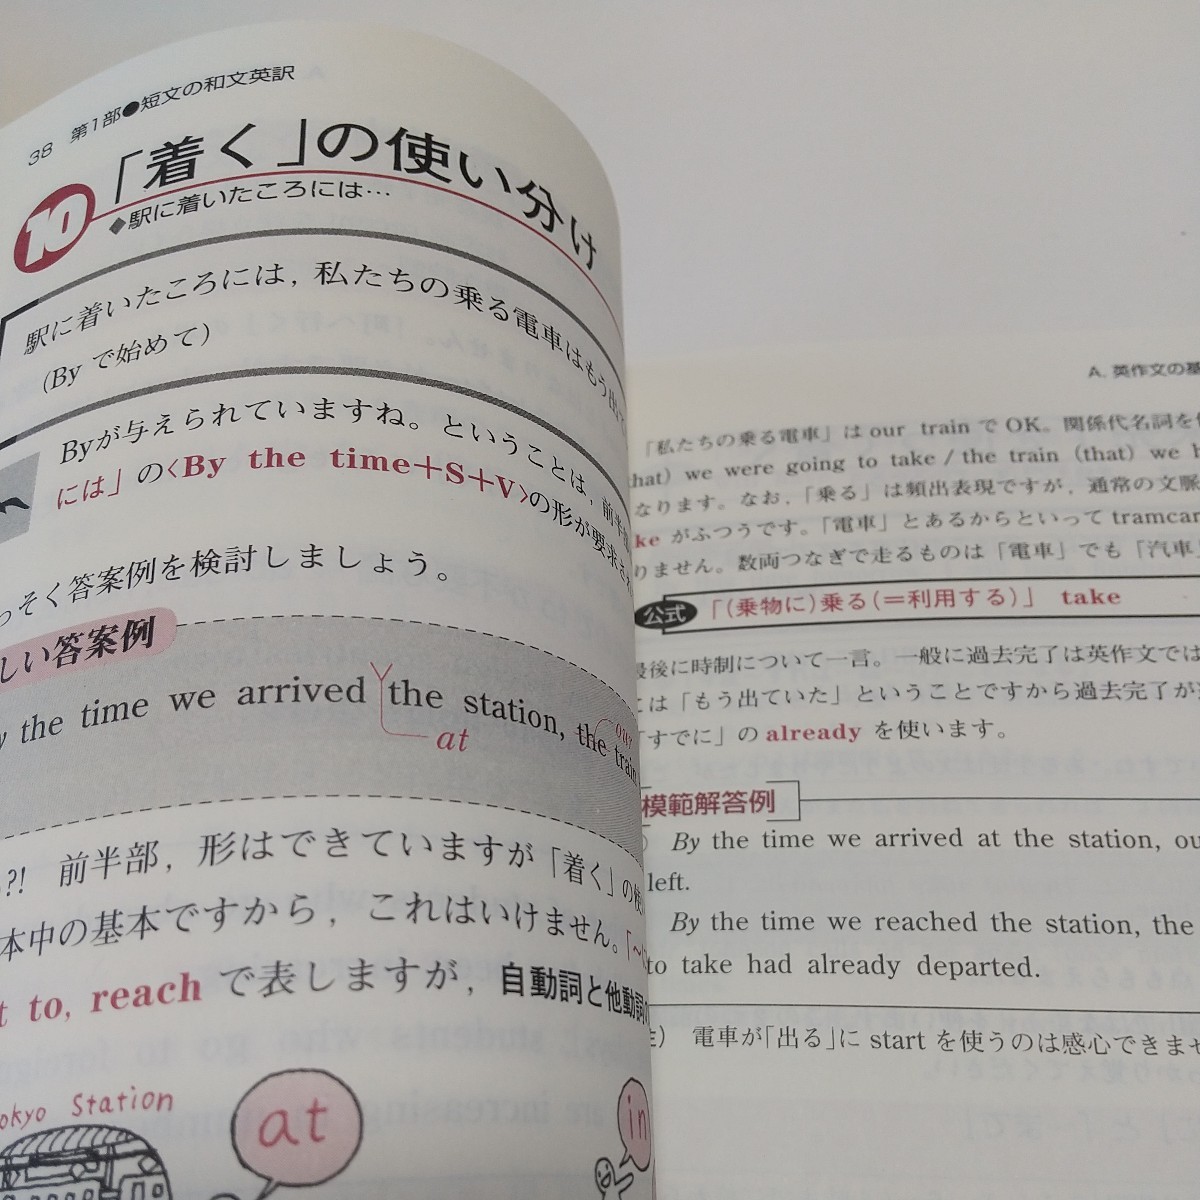 38 第1部●短文の和文英訳
10 「着く」の使い分け
◆駅に着いたころには…
駅に着いたころには，私たちの乗る電車はもう出て
(By で始めて)
Byが与えられていますね。ということは，前半
には」の〈By the time＋S＋V〉の形が要求され
っそく答案例を検討しましょう。
しい答案例
y the time we arrived the station, the train
at
our
?! 前半部，形はできていますが「着く」の使
本中の基本ですから，これはいけません。「～に
t to, reach で表しますが，自動詞と他動詞の
okyo Station
at
in
A. 英作文の基
「私たちの乗る電車」は our train で OK。関係代名詞を
hat) we were going to take / the train (that) we h
なります。なお，「乗る」は頻出表現ですが，通常の文脈
ke がふつうです。「電車」とあるからといって tramcar
りません。数両つなぎで走るものは「電車」でも「汽車」
公式 「(乗物に)乗る(＝利用する)」 take
最後に時制について一言。一般に過去完了は英作文では
には「もう出ていた」ということですから過去完了が
「すでに」の already を使います。
模範解答例
By the time we arrived at the station, ou
left.
By the time we reached the station, the
to take had already departed.
注) 電車が「出る」に start を使うのは感心できませ